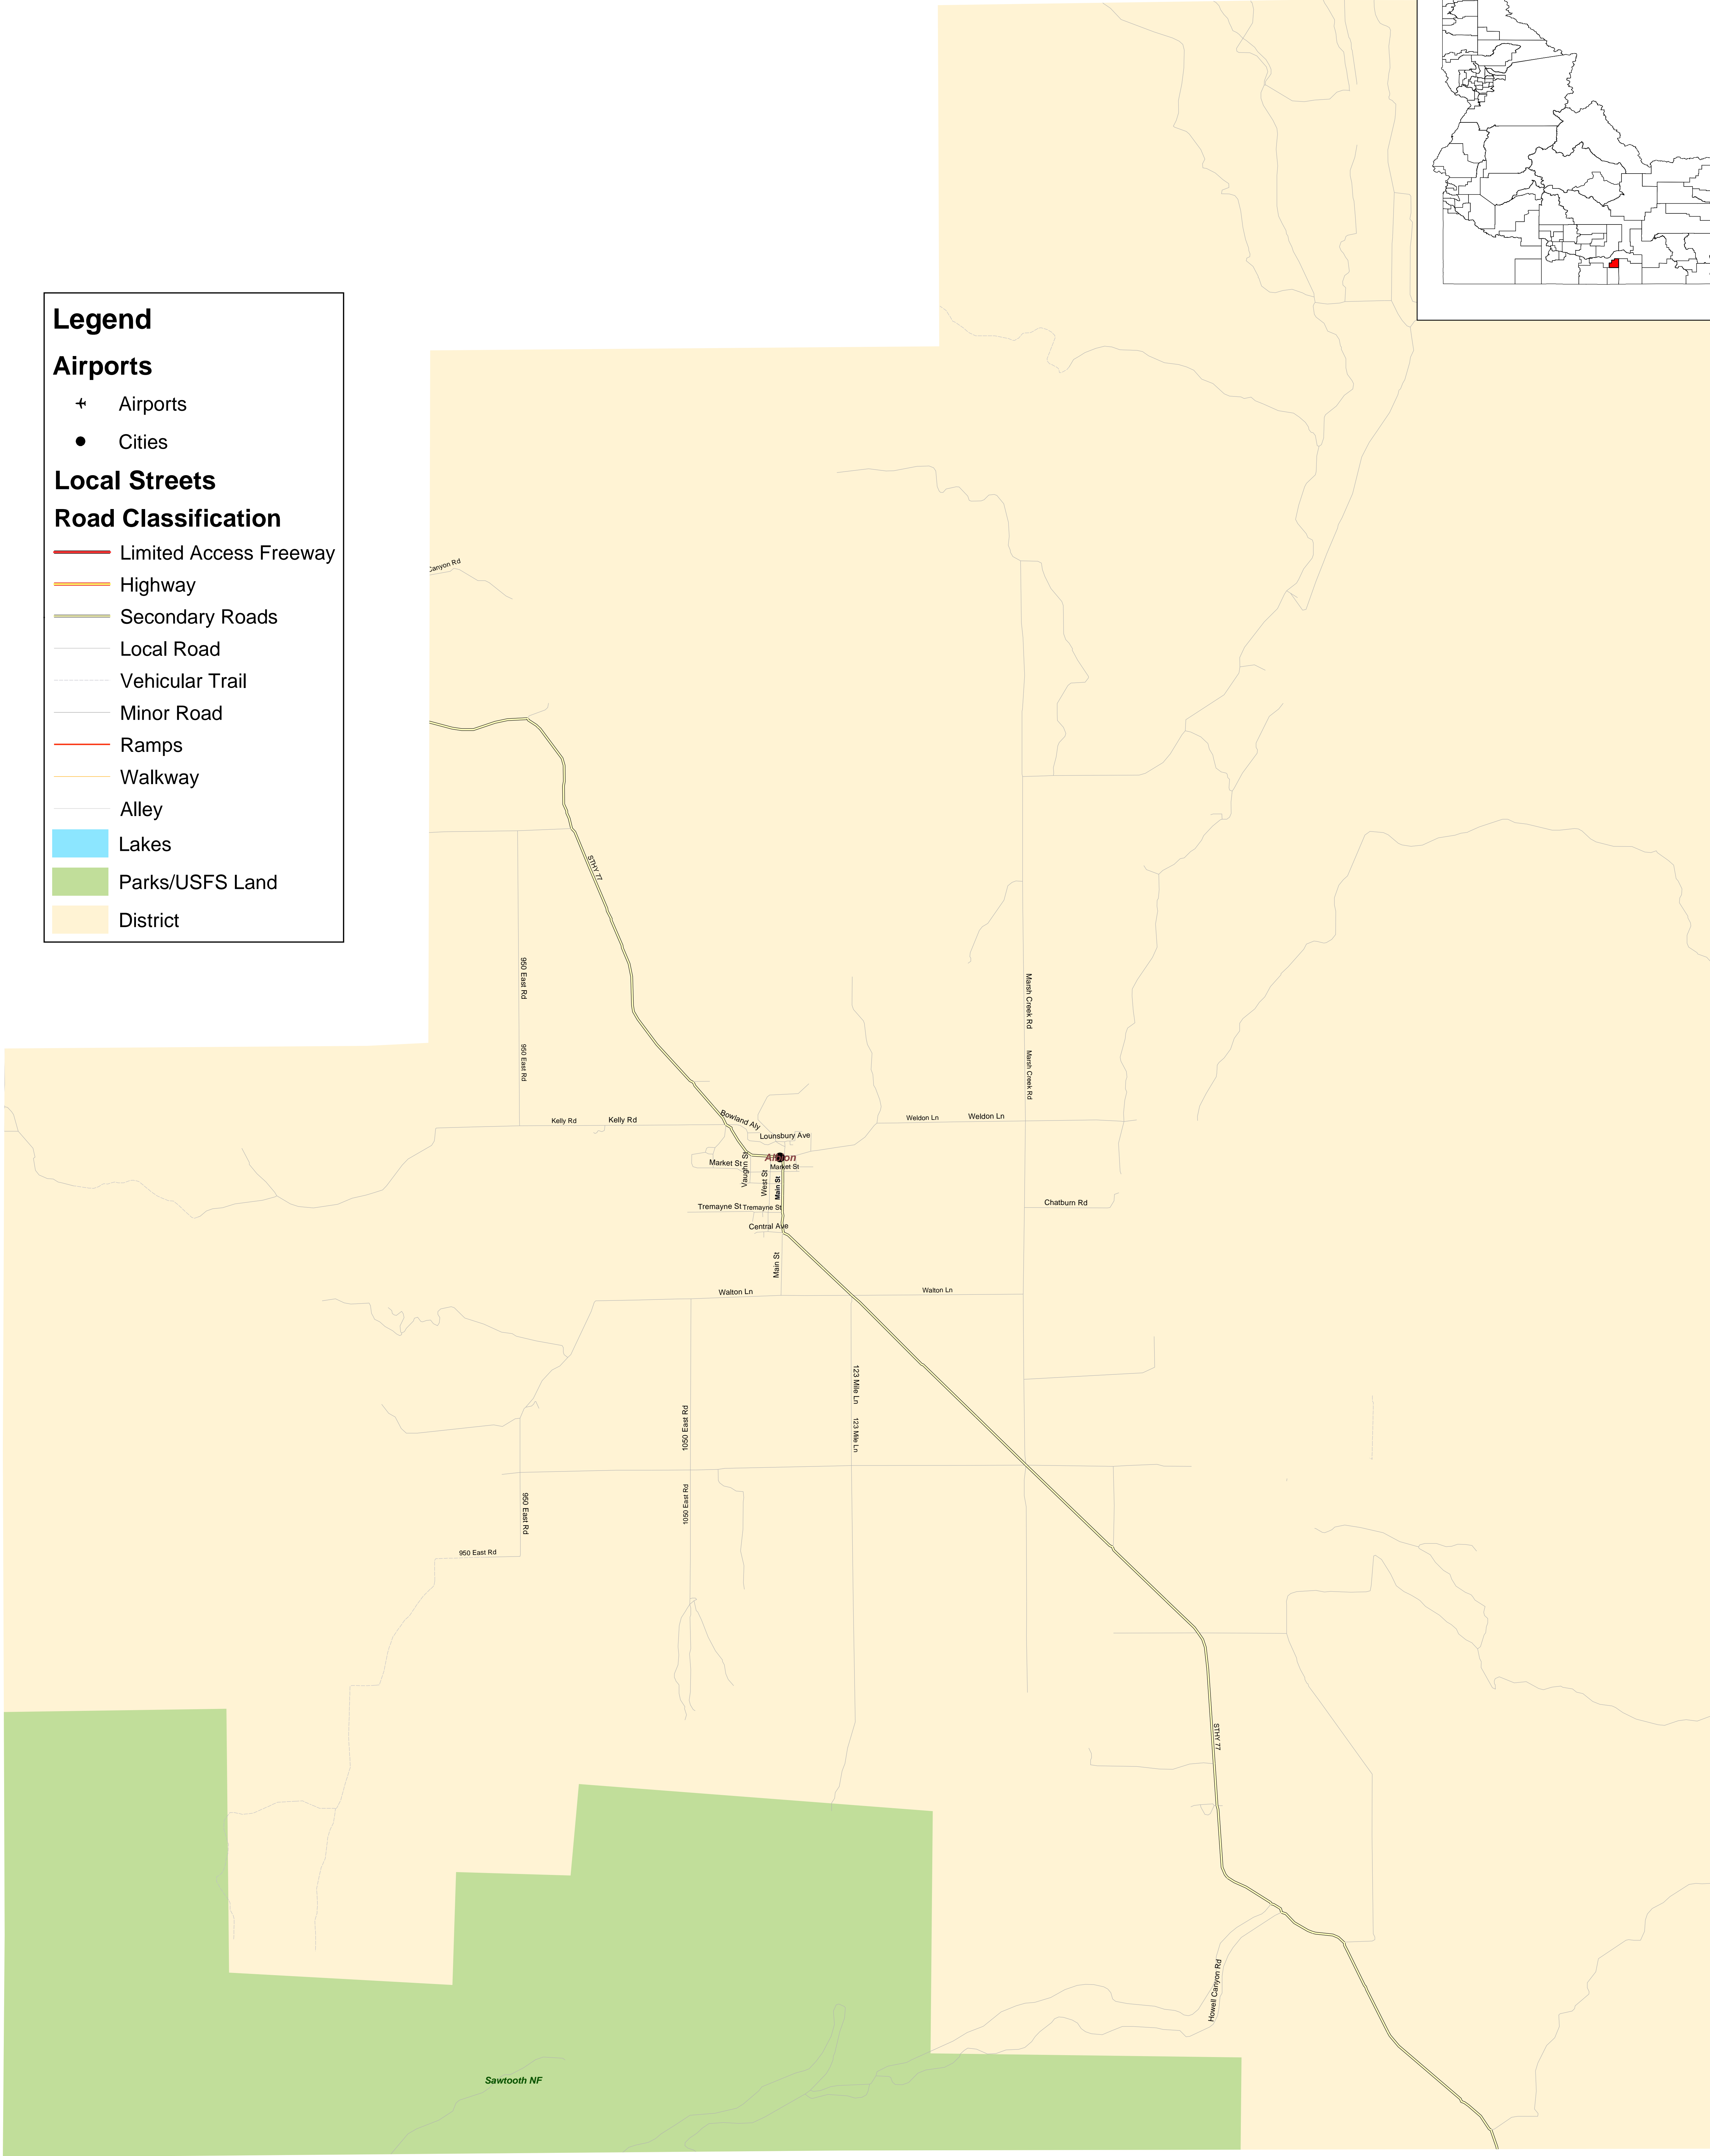 Legend
Airports
Airports
Cities
Local Streets
Road Classification
Limited Access Freeway
Highway
Secondary Roads
Local Road
Vehicular Trail
Minor Road
Ramps
Walkway
Alley
Lakes
Parks/USFS Land
District
Canyon Rd
STHY 77
950 East Rd
Marsh Creek Rd
950 East Rd
Marsh Creek Rd
Kelly Rd
Kelly Rd
Bowland Aly
Weldon Ln
Weldon Ln
Lounsbury Ave
Albion
Market St
Market St
Vaughn St
West St
Main St
Tremayne St
Tremayne St
Chatburn Rd
Central Ave
Main St
Walton Ln
Walton Ln
123 Mile Ln
1050 East Rd
123 Mile Ln
1050 East Rd
950 East Rd
950 East Rd
STHY 77
Howell Canyon Rd
Sawtooth NF